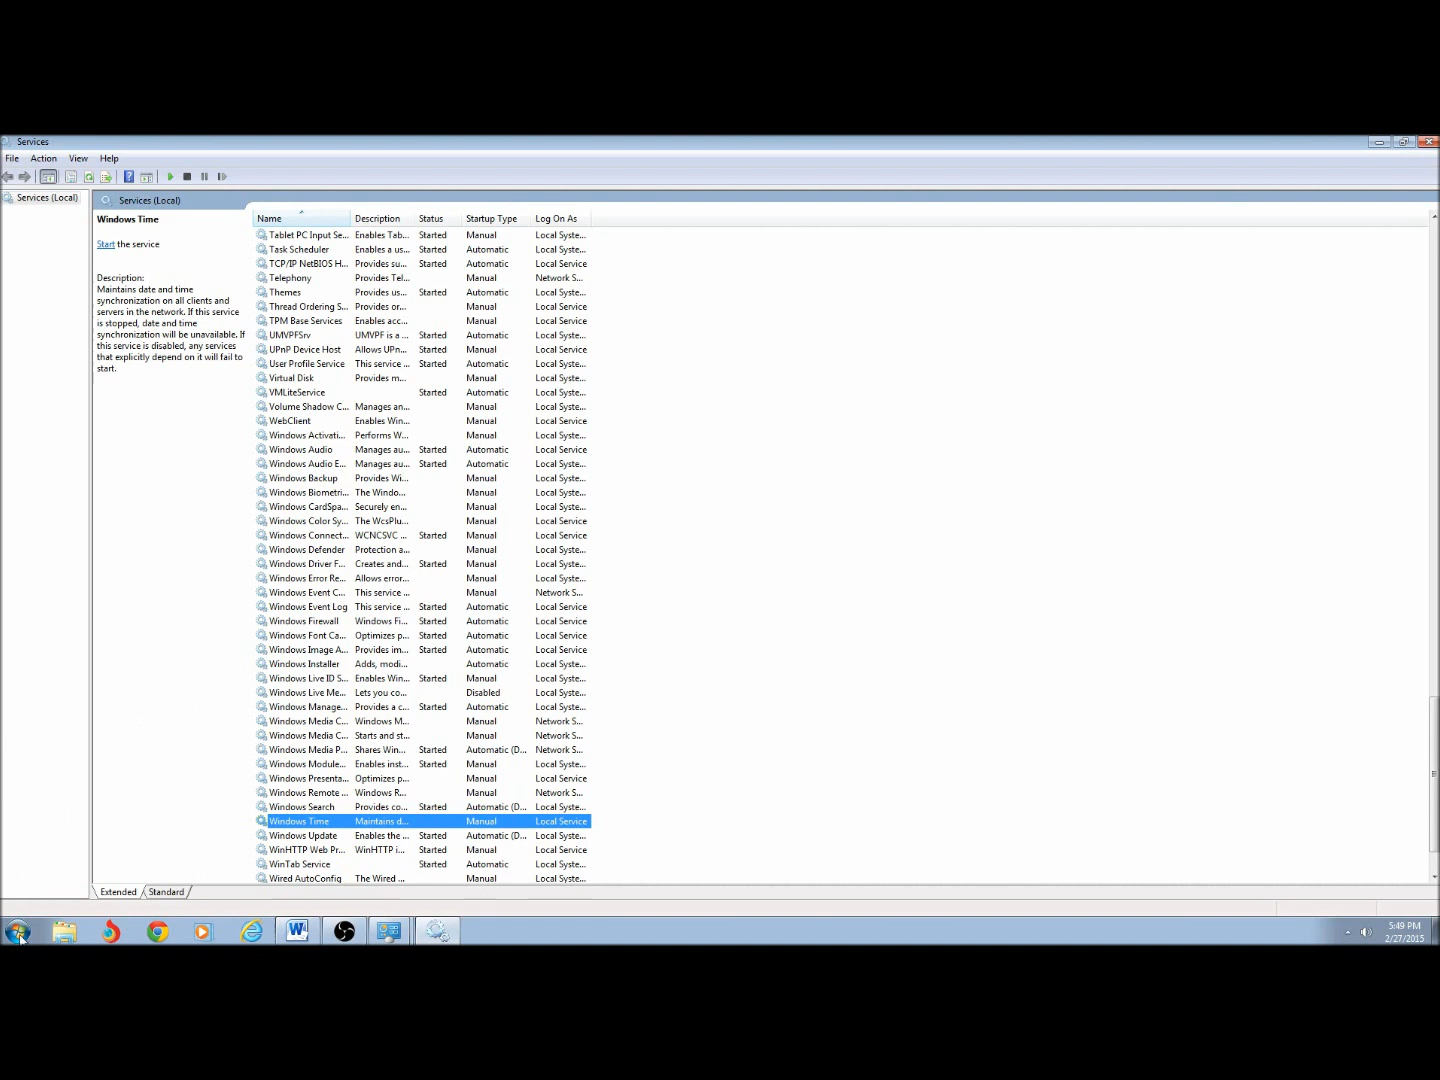 Services
File Action View Help
Services (Local)
Services (Local)
Windows Time
Start the service
Description:
Maintains date and time
synchronization on all clients and
servers in the network. If this service
is stopped, date and time
synchronization will be unavailable. If
this service is disabled, any services
that explicitly depend on it will fail to
start.
Name Description Status Startup Type Log On As
Tablet PC Input Se... Enables Tab... Started Manual Local Syste...
Task Scheduler Enables a us... Started Automatic Local Syste...
TCP/IP NetBIOS H... Provides su... Started Automatic Local Service
Telephony Provides Tel... Manual Network S...
Themes Provides us... Started Automatic Local Syste...
Thread Ordering S... Provides or... Manual Local Service
TPM Base Services Enables acc... Manual Local Service
UMVPFSrv UMVPF is a ... Started Automatic Local Syste...
UPnP Device Host Allows UPn... Started Manual Local Service
User Profile Service This service ... Started Automatic Local Syste...
Virtual Disk Provides m... Manual Local Syste...
VMLiteService Started Automatic Local Syste...
Volume Shadow C... Manages an... Manual Local Syste...
WebClient Enables Win... Manual Local Service
Windows Activati... Performs W... Manual Local Syste...
Windows Audio Manages au... Started Automatic Local Service
Windows Audio E... Manages au... Started Automatic Local Syste...
Windows Backup Provides Wi... Manual Local Syste...
Windows Biometri... The Windo... Manual Local Syste...
Windows CardSpa... Securely en... Manual Local Syste...
Windows Color Sy... The WcsPlu... Manual Local Service
Windows Connect... WCNCSVC ... Started Manual Local Service
Windows Defender Protection a... Manual Local Syste...
Windows Driver F... Creates and... Started Manual Local Syste...
Windows Error Re... Allows error... Manual Local Syste...
Windows Event C... This service ... Manual Network S...
Windows Event Log This service ... Started Automatic Local Service
Windows Firewall Windows Fi... Started Automatic Local Service
Windows Font Ca... Optimizes p... Started Automatic Local Service
Windows Image A... Provides im... Started Automatic Local Service
Windows Installer Adds, modi... Automatic Local Syste...
Windows Live ID S... Enables Win... Started Manual Local Syste...
Windows Live Me... Lets you co... Disabled Local Syste...
Windows Manage... Provides a c... Started Automatic Local Syste...
Windows Media C... Windows M... Manual Network S...
Windows Media C... Starts and st... Manual Network S...
Windows Media P... Shares Win... Started Automatic (D... Network S...
Windows Module... Enables inst... Started Manual Local Syste...
Windows Presenta... Optimizes p... Manual Local Service
Windows Remote ... Windows R... Manual Network S...
Windows Search Provides co... Started Automatic (D... Local Syste...
Windows Time Maintains d... Manual Local Service
Windows Update Enables the ... Started Automatic (D... Local Syste...
WinHTTP Web Pr... WinHTTP i... Started Manual Local Service
WinTab Service Started Automatic Local Syste...
Wired AutoConfig The Wired ... Manual Local Syste...
Extended Standard
5:49 PM
2/27/2015